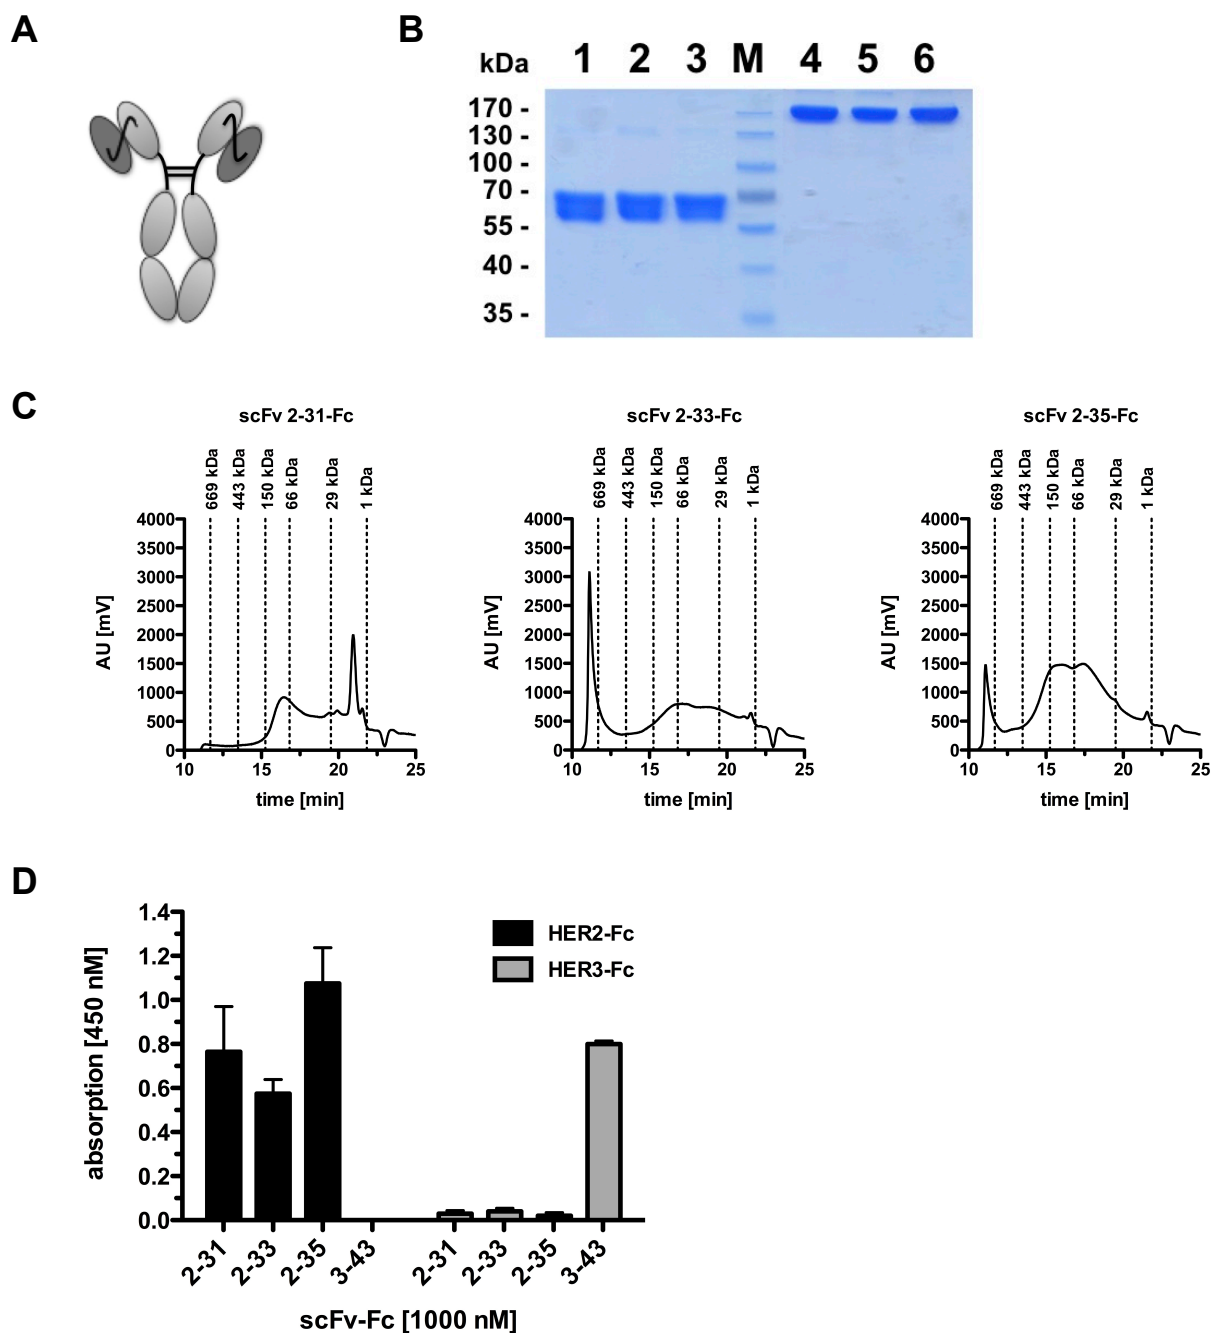 A
B
kDa 1 2 3 M 4 5 6
170 -
130 -
100 -
70 -
55 -
40 -
35 -
C
scFv 2-31-Fc
669 kDa
443 kDa
150 kDa
66 kDa
29 kDa
1 kDa
4000
3500
3000
2500
2000
1500
1000
500
0
AU [mV]
10 15 20 25
time [min]
scFv 2-33-Fc
669 kDa
443 kDa
150 kDa
66 kDa
29 kDa
1 kDa
4000
3500
3000
2500
2000
1500
1000
500
0
AU [mV]
10 15 20 25
time [min]
scFv 2-35-Fc
669 kDa
443 kDa
150 kDa
66 kDa
29 kDa
1 kDa
4000
3500
3000
2500
2000
1500
1000
500
0
AU [mV]
10 15 20 25
time [min]
D
1.4
1.2
1.0
0.8
0.6
0.4
0.2
0.0
absorption [450 nM]
HER2-Fc
HER3-Fc
2-31 2-33 2-35 3-43 2-31 2-33 2-35 3-43
scFv-Fc [1000 nM]